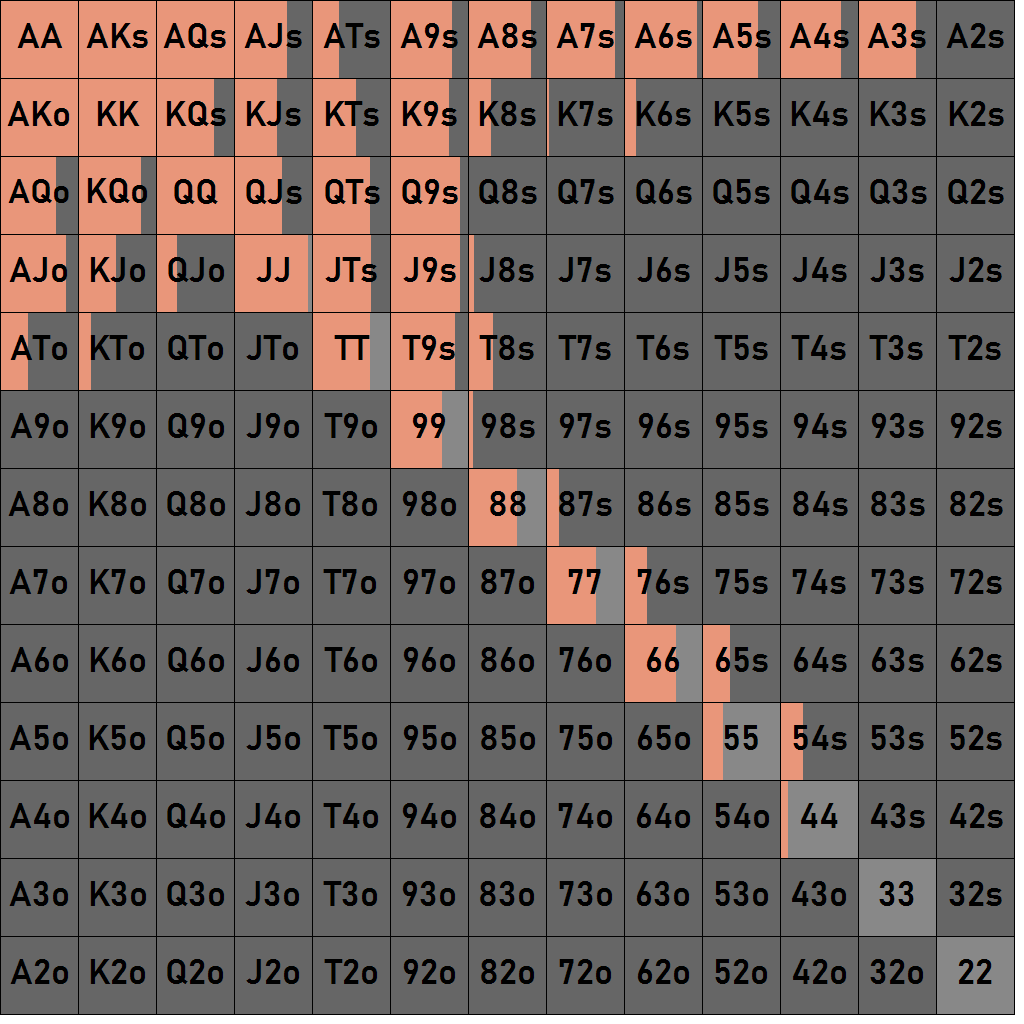 AA AKs AQs AJs ATs A9s A8s A7s A6s A5s A4s A3s A2s
AKo KK KQs KJs KTs K9s K8s K7s K6s K5s K4s K3s K2s
AQo KQo QQ QJs QTs Q9s Q8s Q7s Q6s Q5s Q4s Q3s Q2s
AJo KJo QJo JJ JTs J9s J8s J7s J6s J5s J4s J3s J2s
ATo KTo QTo JTo TT T9s T8s T7s T6s T5s T4s T3s T2s
A9o K9o Q9o J9o T9o 99 98s 97s 96s 95s 94s 93s 92s
A8o K8o Q8o J8o T8o 98o 88 87s 86s 85s 84s 83s 82s
A7o K7o Q7o J7o T7o 97o 87o 77 76s 75s 74s 73s 72s
A6o K6o Q6o J6o T6o 96o 86o 76o 66 65s 64s 63s 62s
A5o K5o Q5o J5o T5o 95o 85o 75o 65o 55 54s 53s 52s
A4o K4o Q4o J4o T4o 94o 84o 74o 64o 54o 44 43s 42s
A3o K3o Q3o J3o T3o 93o 83o 73o 63o 53o 43o 33 32s
A2o K2o Q2o J2o T2o 92o 82o 72o 62o 52o 42o 32o 22